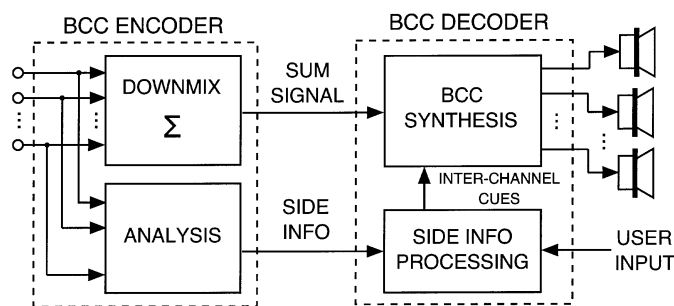 BCC ENCODER
DOWNMIX
Σ
ANALYSIS
SUM
SIGNAL
SIDE
INFO
BCC DECODER
BCC
SYNTHESIS
INTER-CHANNEL
CUES
SIDE INFO
PROCESSING
USER
INPUT